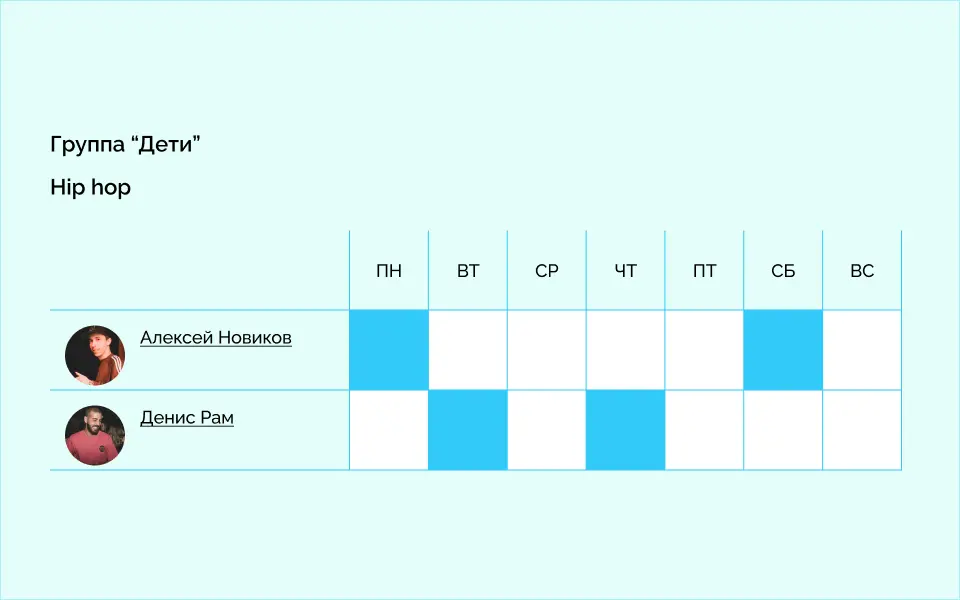 Группа “Дети”
Hip hop
ПН ВТ СР ЧТ ПТ СБ ВС
Алексей Новиков
Денис Рам